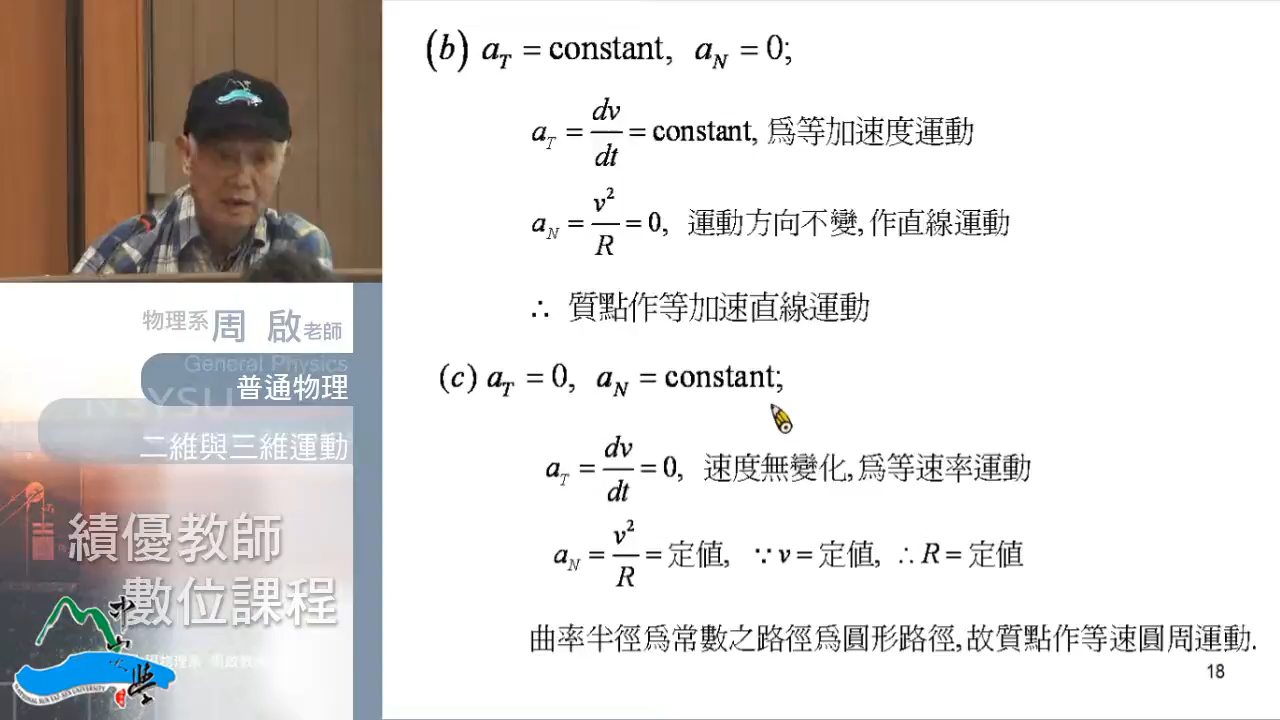 (b) a_T = constant, a_N = 0;
a_T = dv/dt = constant, 為等加速度運動
a_N = v²/R = 0, 運動方向不變, 作直線運動
∴ 質點作等加速直線運動
(c) a_T = 0, a_N = constant;
a_T = dv/dt = 0, 速度無變化, 為等速率運動
a_N = v²/R = 定值, ∵ v = 定值, ∴ R = 定值
曲率半徑為常數之路徑為圓形路徑, 故質點作等速圓周運動.
18
物理系 周 啟 老師
General Physics
普通物理
NSYSU
二維與三維運動
績優教師
數位課程